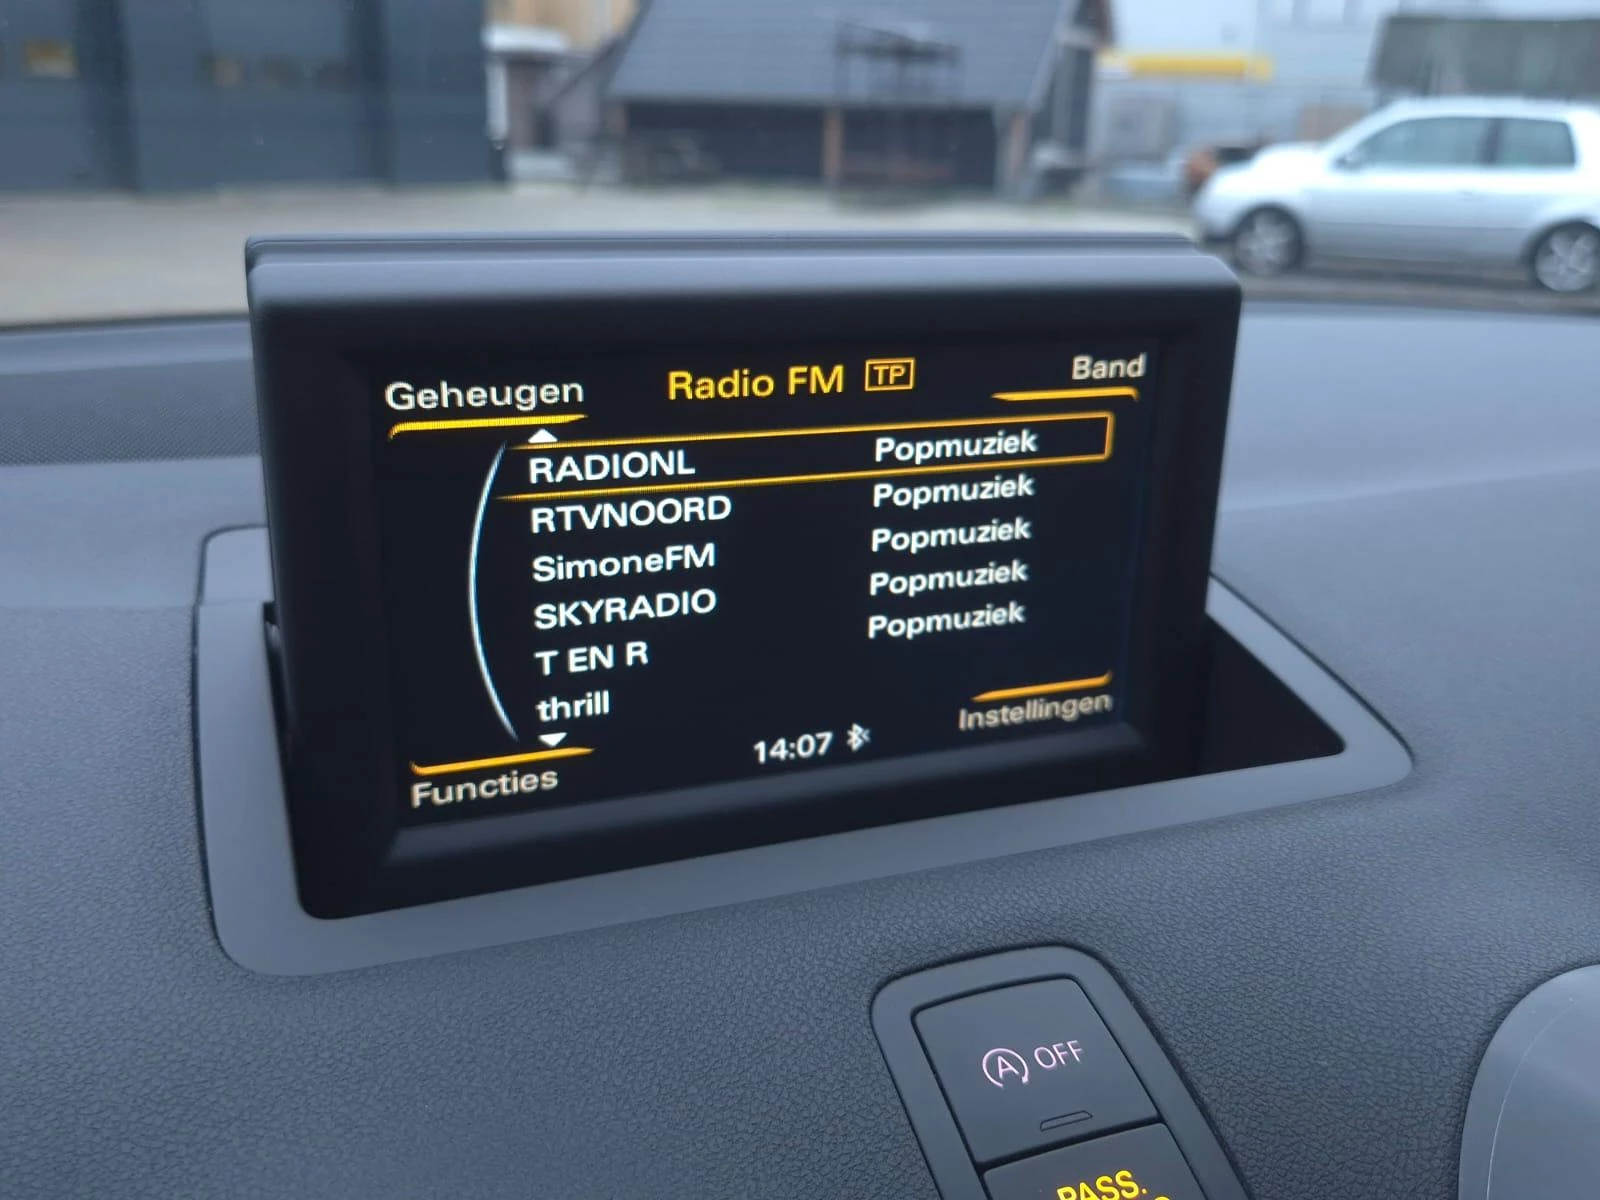 Geheugen Radio FM TP Band
RADIONL Popmuziek
RTVNOORD Popmuziek
SimoneFM Popmuziek
SKYRADIO Popmuziek
T EN R Popmuziek
thrill
Functies 14:07 Instellingen
A OFF
PASS.